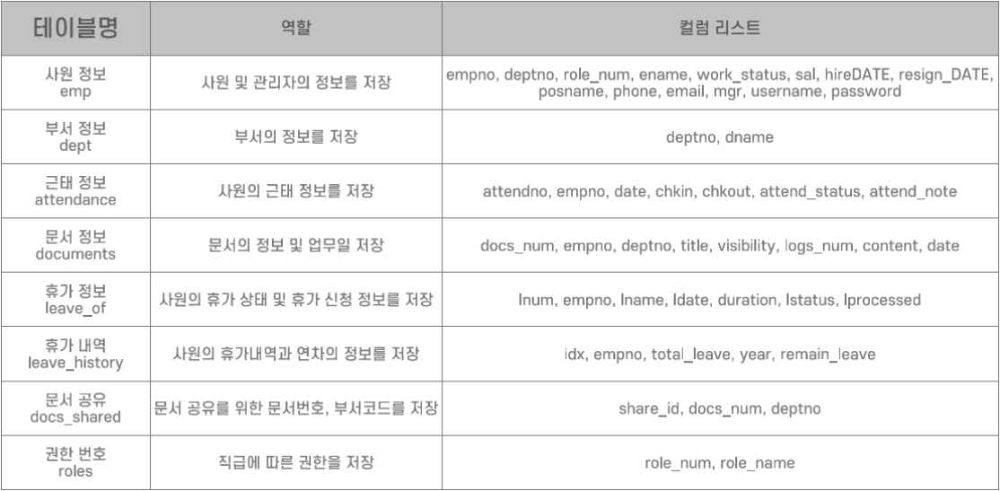 테이블명
역할
컬럼 리스트
사원 정보
emp
사원 및 관리자의 정보를 저장
empno, deptno, role_num, ename, work_status, sal, hireDATE, resign_DATE,
posname, phone, email, mgr, username, password
부서 정보
dept
부서의 정보를 저장
deptno, dname
근태 정보
attendance
사원의 근태 정보를 저장
attendno, empno, date, chkin, chkout, attend_status, attend_note
문서 정보
documents
문서의 정보 및 업무일 저장
docs_num, empno, deptno, title, visibility, logs_num, content, date
휴가 정보
leave_of
사원의 휴가 상태 및 휴가 신청 정보를 저장
lnum, empno, lname, ldate, duration, lstatus, lprocessed
휴가 내역
leave_history
사원의 휴가내역과 연차의 정보를 저장
idx, empno, total_leave, year, remain_leave
문서 공유
docs_shared
문서 공유를 위한 문서번호, 부서코드를 저장
share_id, docs_num, deptno
권한 번호
roles
직급에 따른 권한을 저장
role_num, role_name